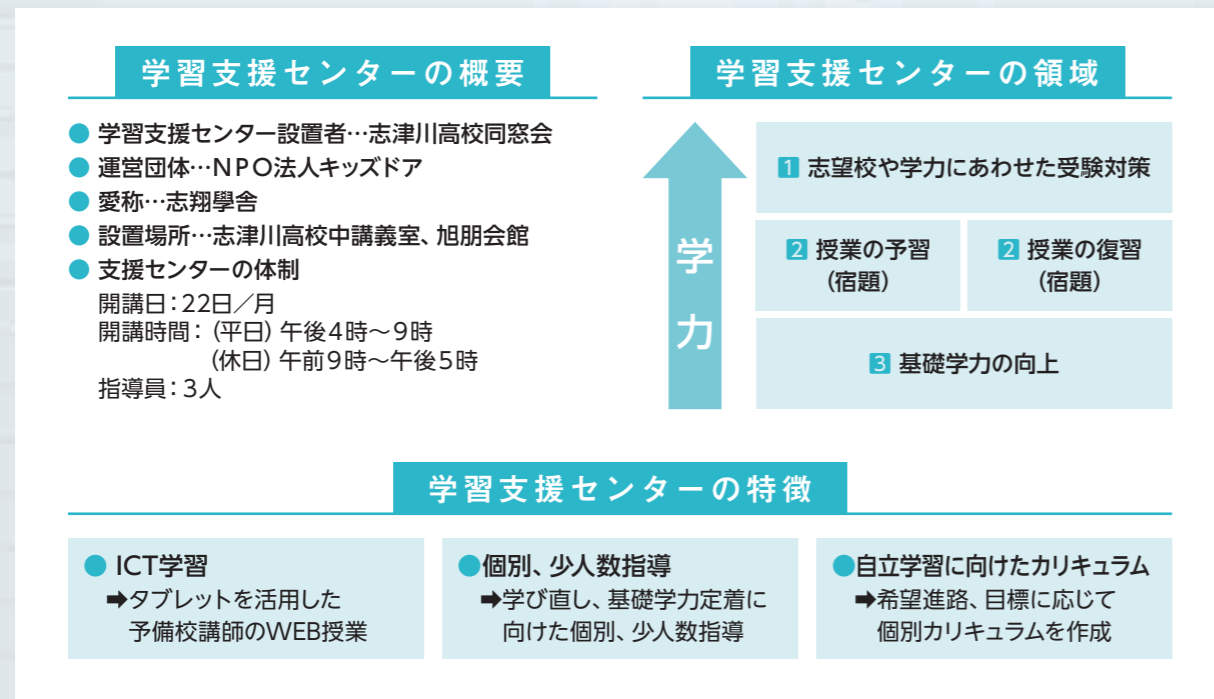 学習支援センターの概要
● 学習支援センター設置者…志津川高校同窓会
● 運営団体…NPO法人キッズドア
● 愛称…志翔學舎
● 設置場所…志津川高校中講義室、旭朋会館
● 支援センターの体制
開講日：22日／月
開講時間：（平日）午後4時～9時
（休日）午前9時～午後5時
指導員：3人
学習支援センターの領域
学力
1 志望校や学力にあわせた受験対策
2 授業の予習
（宿題）
2 授業の復習
（宿題）
3 基礎学力の向上
学習支援センターの特徴
● ICT学習
➡タブレットを活用した
予備校講師のWEB授業
●個別、少人数指導
➡学び直し、基礎学力定着に
向けた個別、少人数指導
●自立学習に向けたカリキュラム
➡希望進路、目標に応じて
個別カリキュラムを作成